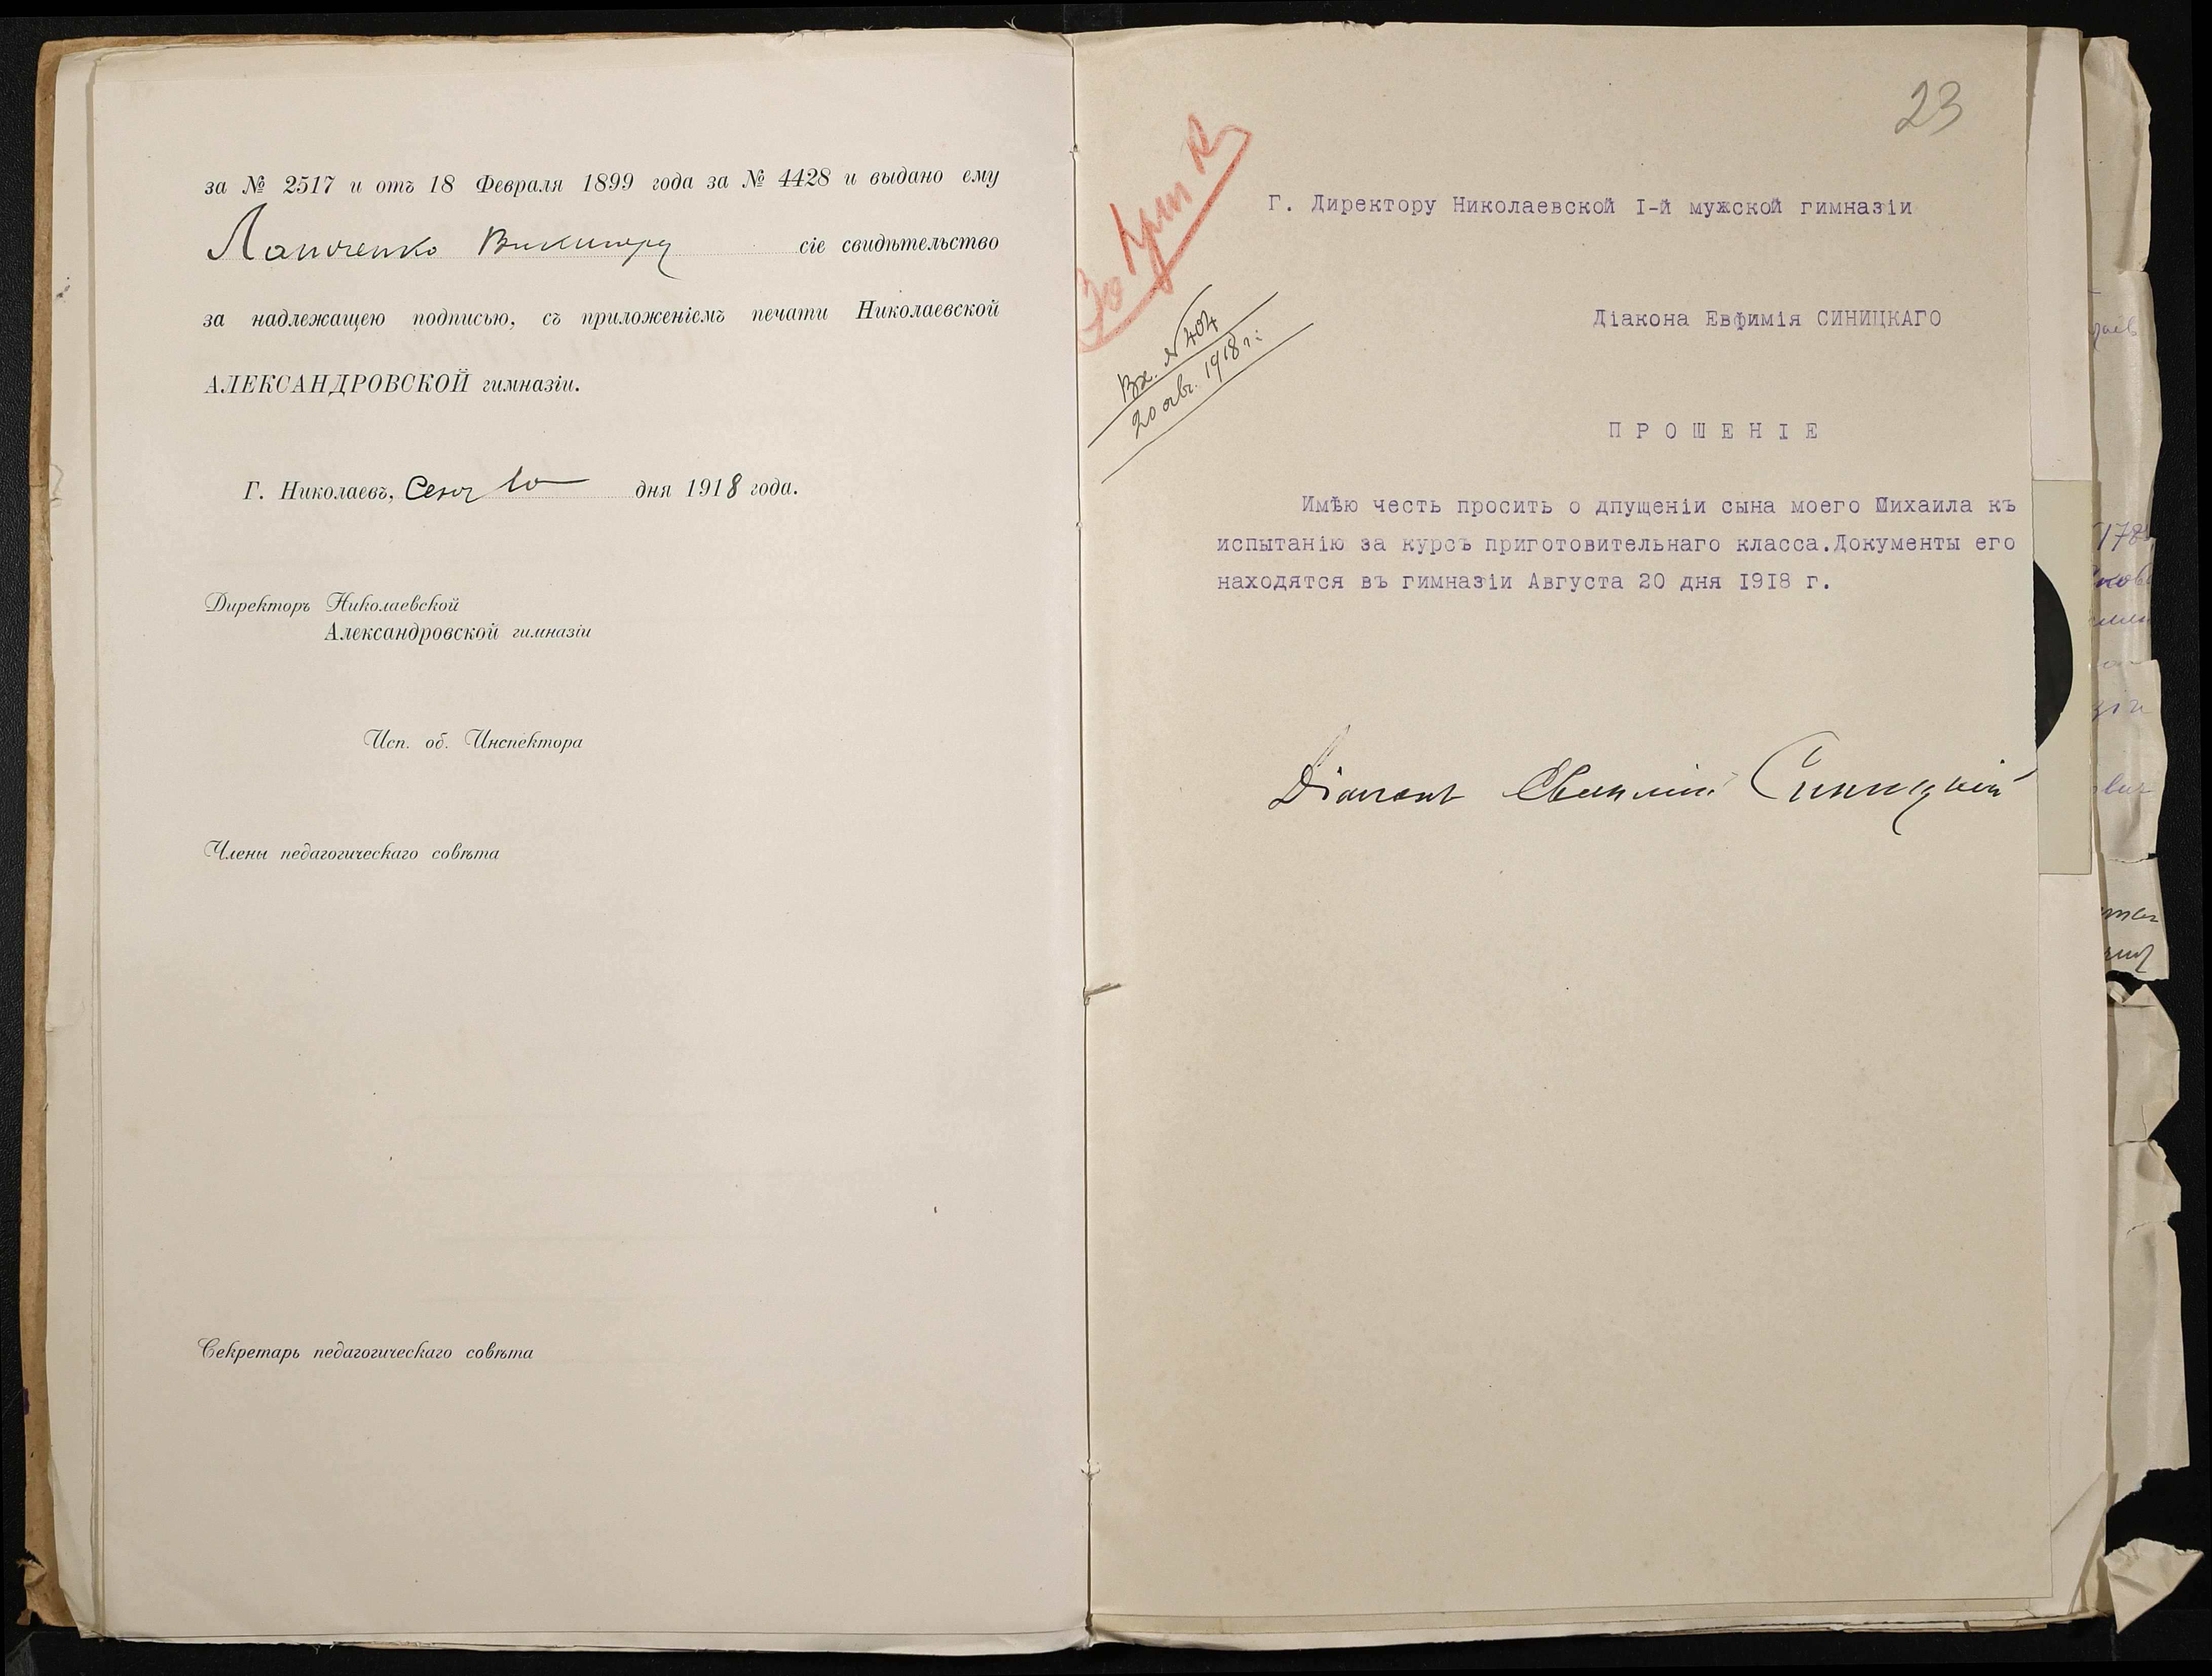 за № 2517 и отъ 18 Февраля 1899 года за № 4428 и выдано ему
Виктору сіе свидѣтельство
за надлежащею подписью, съ приложеніемъ печати Николаевской
АЛЕКСАНДРОВСКОЙ гимназіи.
Г. Николаевъ, Сент 10 дня 1918 года.
Директоръ Николаевской
Александровской гимназіи
Исп. об. Инспектора
Члены педагогическаго совѣта
Секретарь педагогическаго совѣта
23
За
Вх. № 404
20 авг. 1918 г.
Г. Директору Николаевской I-й мужской гимназіи
Діакона Евфимія СИНИЦКАГО
ПРОШЕНІЕ
Имѣю честь просить о дпущеніи сына моего Михаила къ
испытанію за курсъ приготовительнаго класса.Документы его
находятся въ гимназіи Августа 20 дня I9I8 г.
Діаконъ Евфимій Синицкій